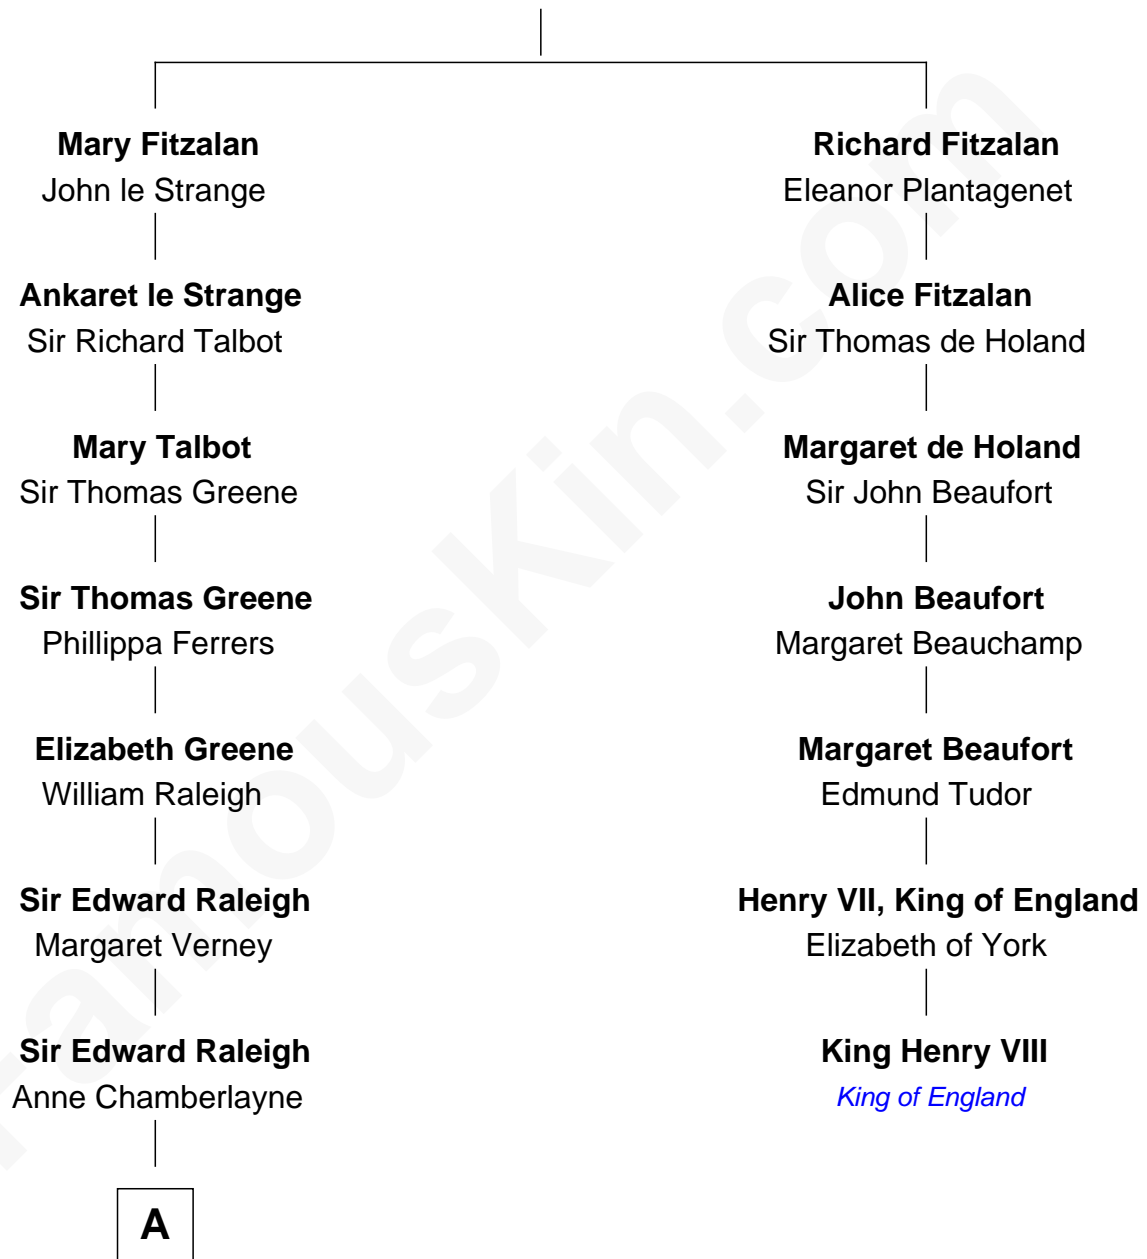 Mary Fitzalan
John le Strange
Ankaret le Strange
Sir Richard Talbot
Mary Talbot
Sir Thomas Greene
Sir Thomas Greene
Phillippa Ferrers
Elizabeth Greene
William Raleigh
Sir Edward Raleigh
Margaret Verney
Sir Edward Raleigh
Anne Chamberlayne
A
Richard Fitzalan
Eleanor Plantagenet
Alice Fitzalan
Sir Thomas de Holand
Margaret de Holand
Sir John Beaufort
John Beaufort
Margaret Beauchamp
Margaret Beaufort
Edmund Tudor
Henry VII, King of England
Elizabeth of York
King Henry VIII
King of England
FamousKin.com